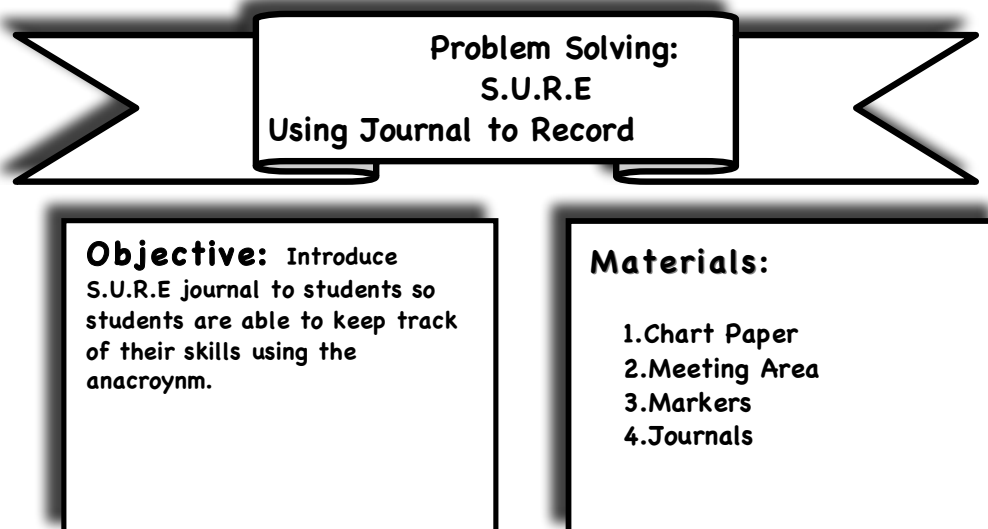 Problem Solving:
S.U.R.E
Using Journal to Record
Objective: Introduce
S.U.R.E journal to students so
students are able to keep track
of their skills using the
anacroynm.
Materials:
1.Chart Paper
2.Meeting Area
3.Markers
4.Journals